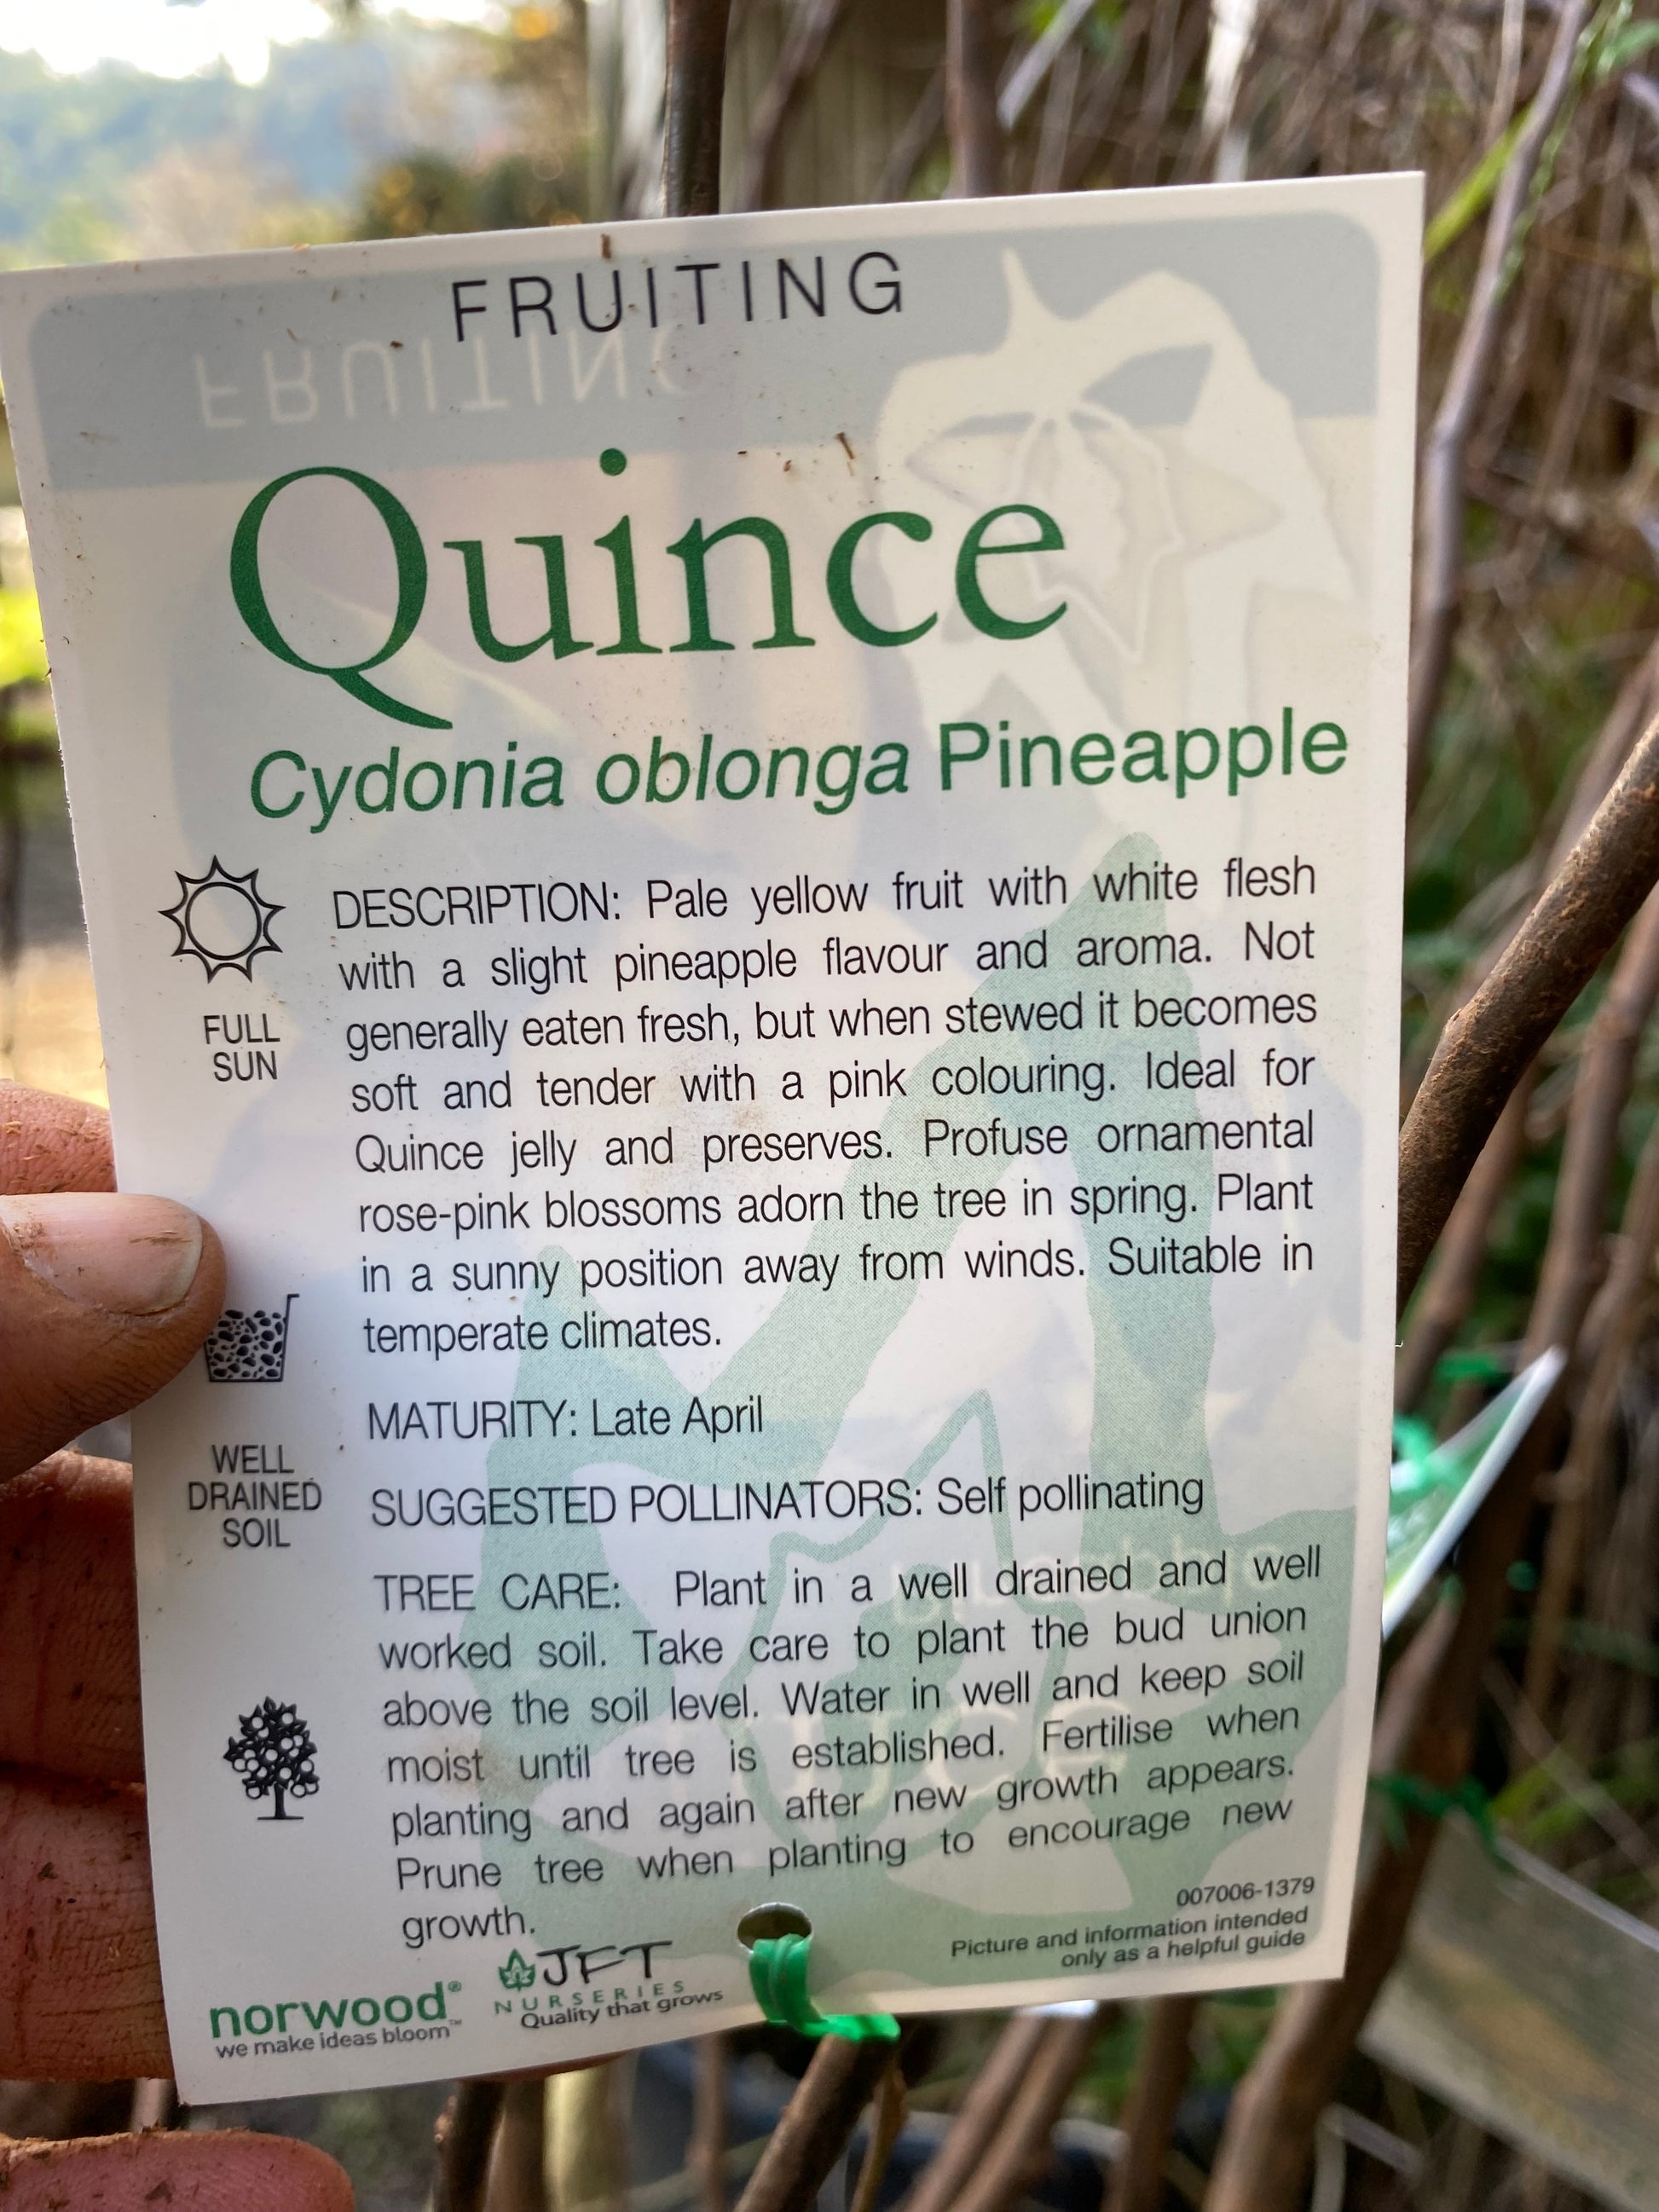 FRUITING
FRUITING
Quince
Cydonia oblonga Pineapple
FULL
SUN
DESCRIPTION: Pale yellow fruit with white flesh
with a slight pineapple flavour and aroma. Not
generally eaten fresh, but when stewed it becomes
soft and tender with a pink colouring. Ideal for
Quince jelly and preserves. Profuse ornamental
rose-pink blossoms adorn the tree in spring. Plant
in a sunny position away from winds. Suitable in
temperate climates.
WELL
DRAINED
SOIL
MATURITY: Late April
SUGGESTED POLLINATORS: Self pollinating
TREE CARE: Plant in a well drained and well
worked soil. Take care to plant the bud union
above the soil level. Water in well and keep soil
moist until tree is established. Fertilise when
planting and again after new growth appears.
Prune tree when planting to encourage new
growth.
007006-1379
Picture and information intended
only as a helpful guide
norwood®
we make ideas bloom™
JFT
NURSERIES
Quality that grows